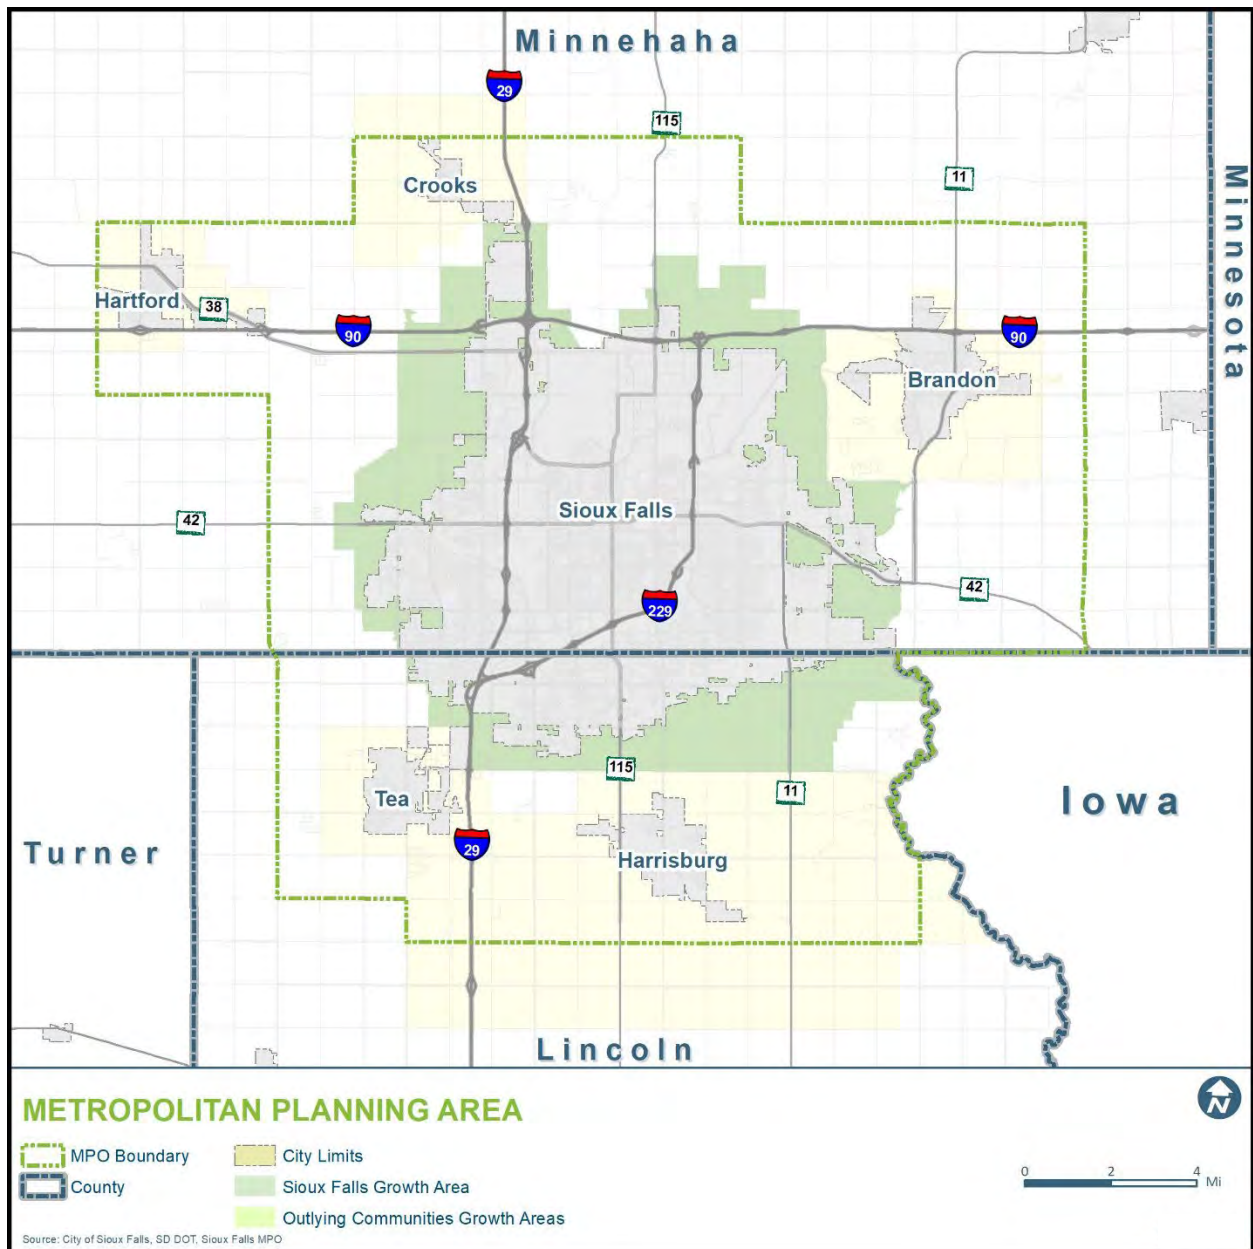 Minnehaha
29
115
11
Minnesota
Crooks
Hartford
38
90
90
Brandon
Sioux Falls
42
42
229
115
11
Tea
Iowa
Turner
29
Harrisburg
Lincoln
METROPOLITAN PLANNING AREA
N
MPO Boundary
City Limits
County
Sioux Falls Growth Area
Outlying Communities Growth Areas
0 2 4 Mi
Source: City of Sioux Falls, SD DOT, Sioux Falls MPO